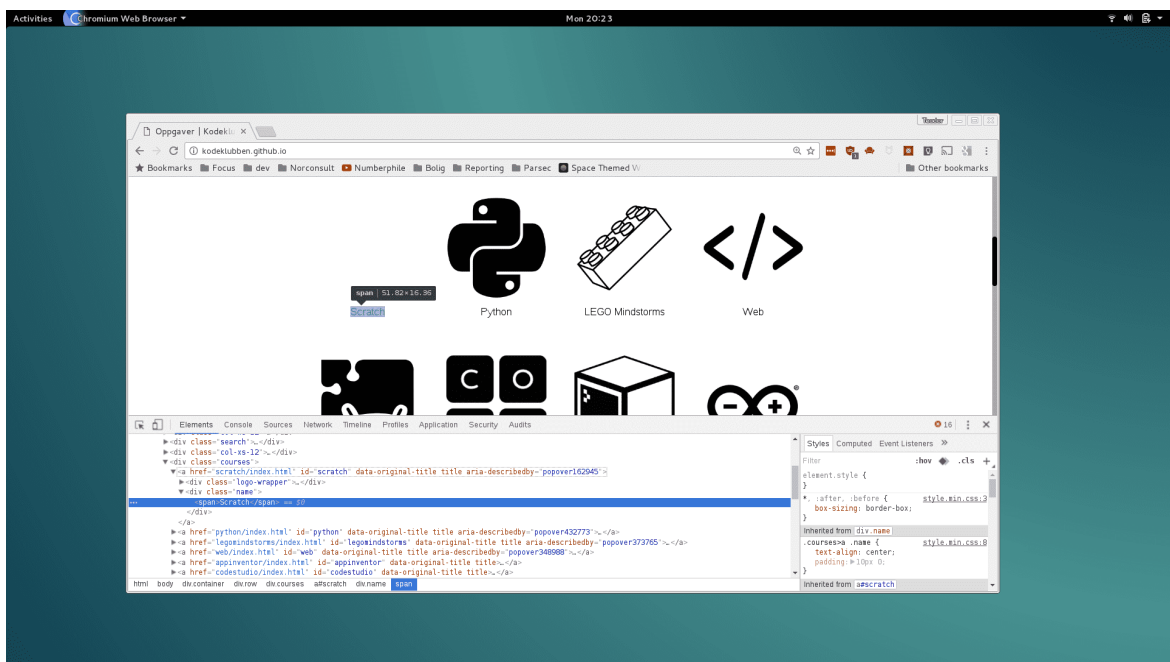 Activities Chromium Web Browser Mon 20:23
Oppgaver | Kodeklu
kodeklubben.github.io
Bookmarks Focus dev Norconsult Numberphile Bolig Reporting Parsec Space Themed Other bookmarks
span 51.82×16.36
Scratch Python LEGO Mindstorms Web
C O
Elements Console Sources Network Timeline Profiles Application Security Audits 16
▶<div class="search">…</div>
▶<div class="col-xs-12">…</div>
▼<div class="courses">
▼<a href="scratch/index.html" id="scratch" data-original-title title aria-describedby="popover162945">
▶<div class="logo-wrapper">…</div>
▼<div class="name">
<span>Scratch</span> == $0
</div>
</a>
▶<a href="python/index.html" id="python" data-original-title title aria-describedby="popover432773">…</a>
▶<a href="legomindstorms/index.html" id="legomindstorms" data-original-title title aria-describedby="popover373765">…</a>
▶<a href="web/index.html" id="web" data-original-title title aria-describedby="popover348988">…</a>
▶<a href="appinventor/index.html" id="appinventor" data-original-title title>…</a>
▶<a href="codestudio/index.html" id="codestudio" data-original-title title>…</a>
html body div.container div.row div.courses a#scratch div.name span
Styles Computed Event Listeners »
Filter :hov .cls +
element.style {
}
*, :after, :before { style.min.css:3
box-sizing: border-box;
}
Inherited from div.name
.courses>a .name { style.min.css:8
text-align: center;
padding: ▶10px 0;
}
Inherited from a#scratch